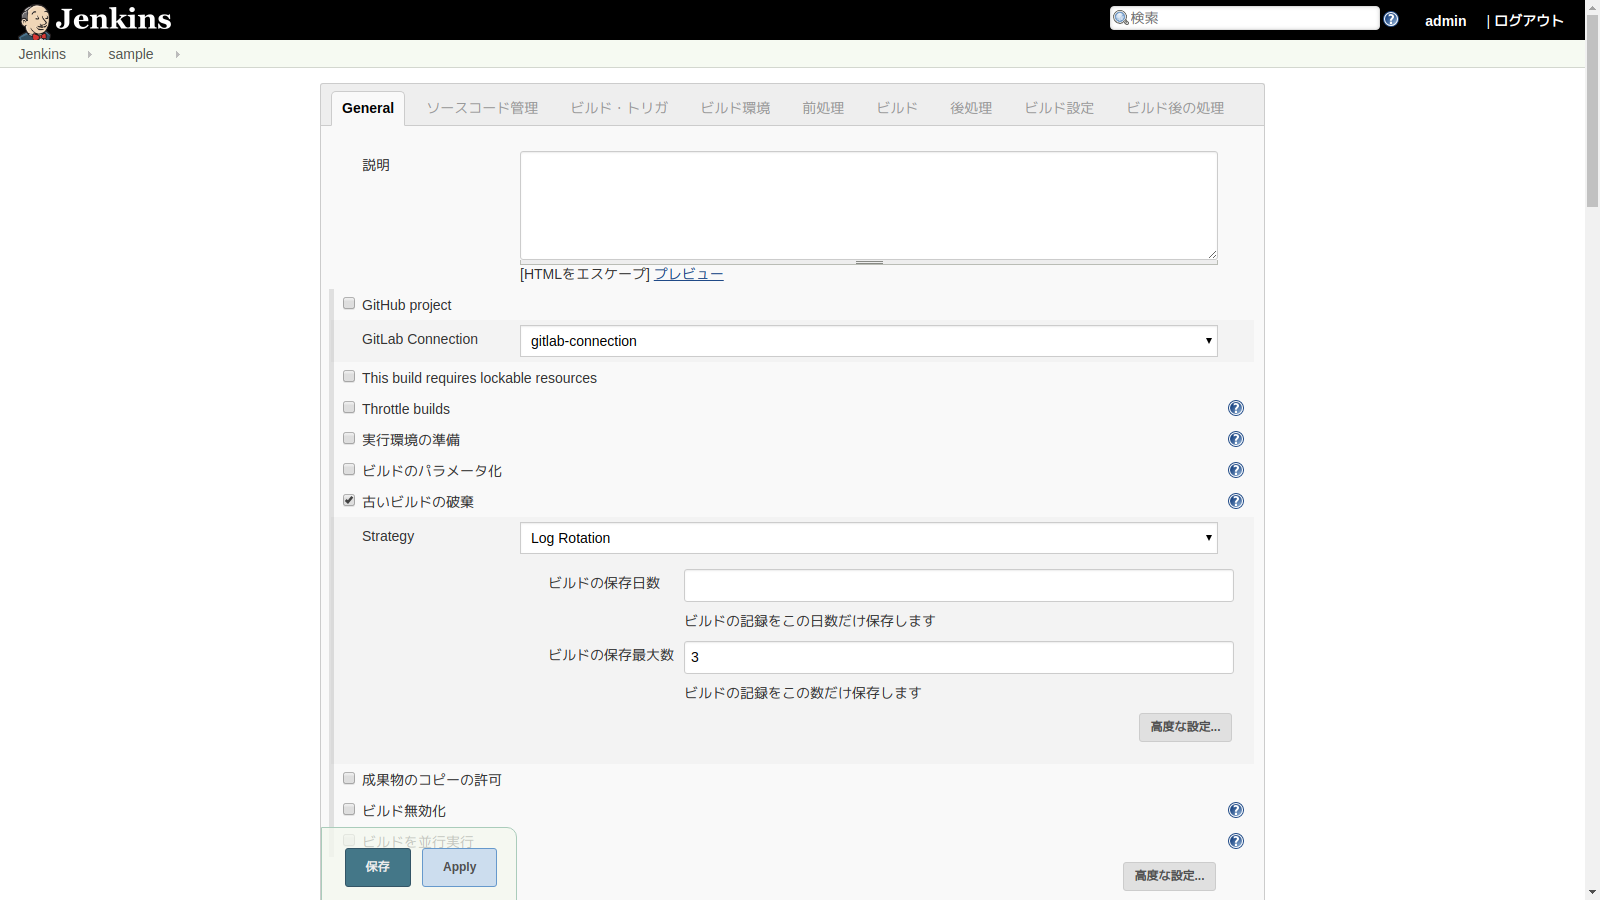 Jenkins
検索
admin
| ログアウト
Jenkins
sample
General
ソースコード管理
ビルド・トリガ
ビルド環境
前処理
ビルド
後処理
ビルド設定
ビルド後の処理
説明
[HTMLをエスケープ] プレビュー
GitHub project
GitLab Connection
gitlab-connection
This build requires lockable resources
Throttle builds
実行環境の準備
ビルドのパラメータ化
古いビルドの破棄
Strategy
Log Rotation
ビルドの保存日数
ビルドの記録をこの日数だけ保存します
ビルドの保存最大数
3
ビルドの記録をこの数だけ保存します
高度な設定...
成果物のコピーの許可
ビルド無効化
ビルドを並行実行
保存
Apply
高度な設定...